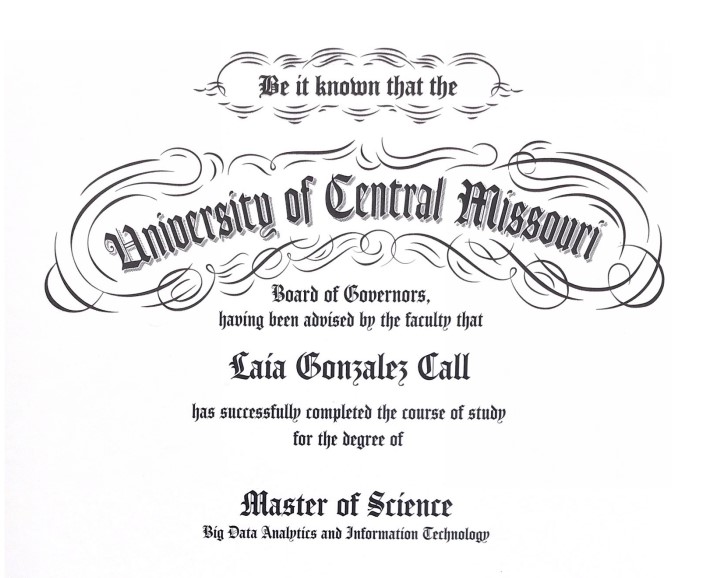 Be it known that the
University of Central Missouri
Board of Governors,
having been advised by the faculty that
Laia Gonzalez Call
has successfully completed the course of study
for the degree of
Master of Science
Big Data Analytics and Information Technology